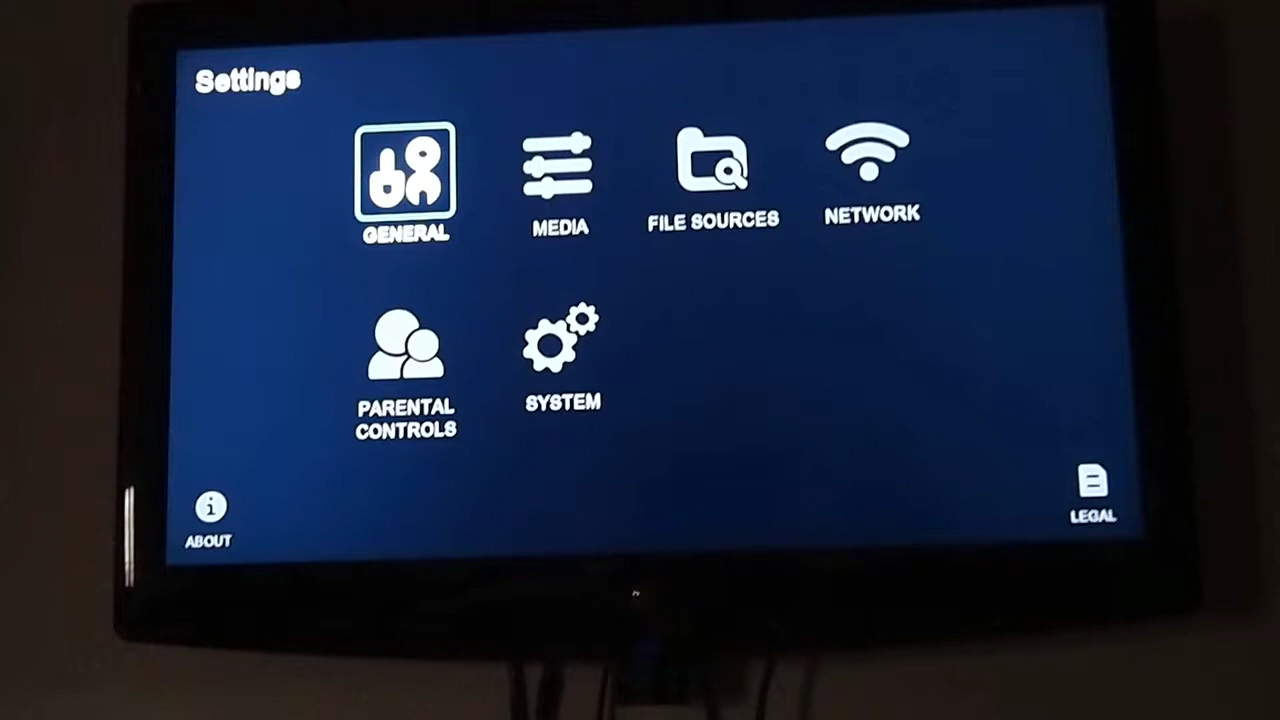 Settings
GENERAL
MEDIA
FILE SOURCES
NETWORK
PARENTAL
CONTROLS
SYSTEM
ABOUT
LEGAL